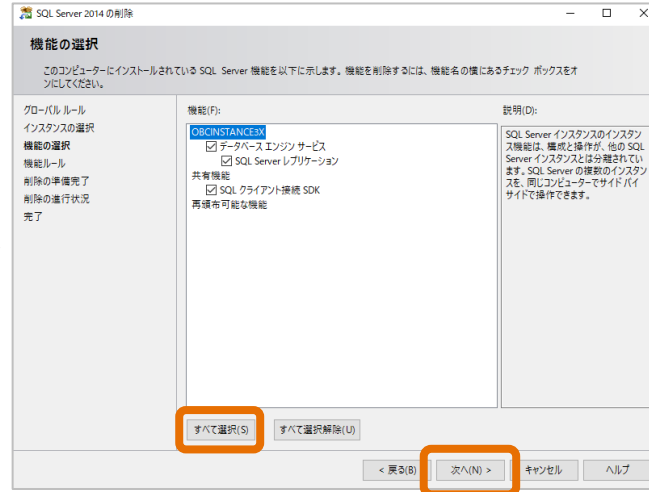 SQL Server 2014 の削除
機能の選択
このコンピューターにインストールされている SQL Server 機能を以下に示します。機能を削除するには、機能名の横にあるチェック ボックスをオ
ンにしてください。
グローバル ルール
インスタンスの選択
機能の選択
機能ルール
削除の準備完了
削除の進行状況
完了
機能(F):
OBCINSTANCE3X
データベース エンジン サービス
SQL Server レプリケーション
共有機能
SQL クライアント接続 SDK
再頒布可能な機能
説明(D):
SQL Server インスタンスのインスタン
ス機能は、構成と操作が、他の SQL
Server インスタンスとは分離されてい
ます。SQL Server の複数のインスタン
スを、同じコンピューターでサイド バイ
サイドで操作できます。
すべて選択(S)
すべて選択解除(U)
< 戻る(B)
次へ(N) >
キャンセル
ヘルプ